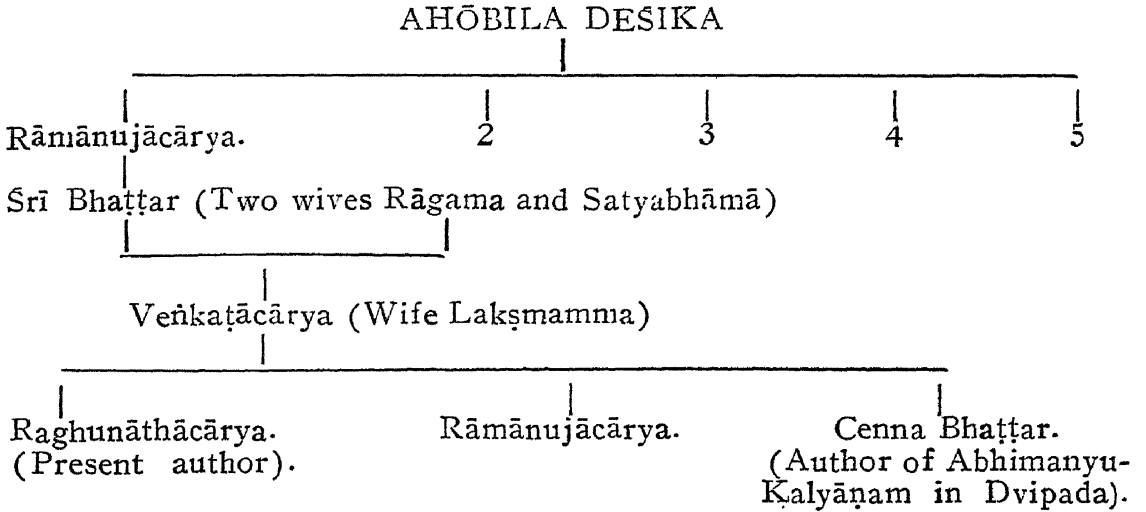 AHŌBILA DEŚIKA
Rāmānujācārya. 2 3 4 5
Śrī Bhaṭṭar (Two wives Rāgama and Satyabhāmā)
Veṅkaṭācārya (Wife Lakṣmamma)
Raghunāthācārya. Rāmānujācārya. Cenna Bhaṭṭar.
(Present author). (Author of Abhimanyu-
Kalyāṇam in Dvipada).